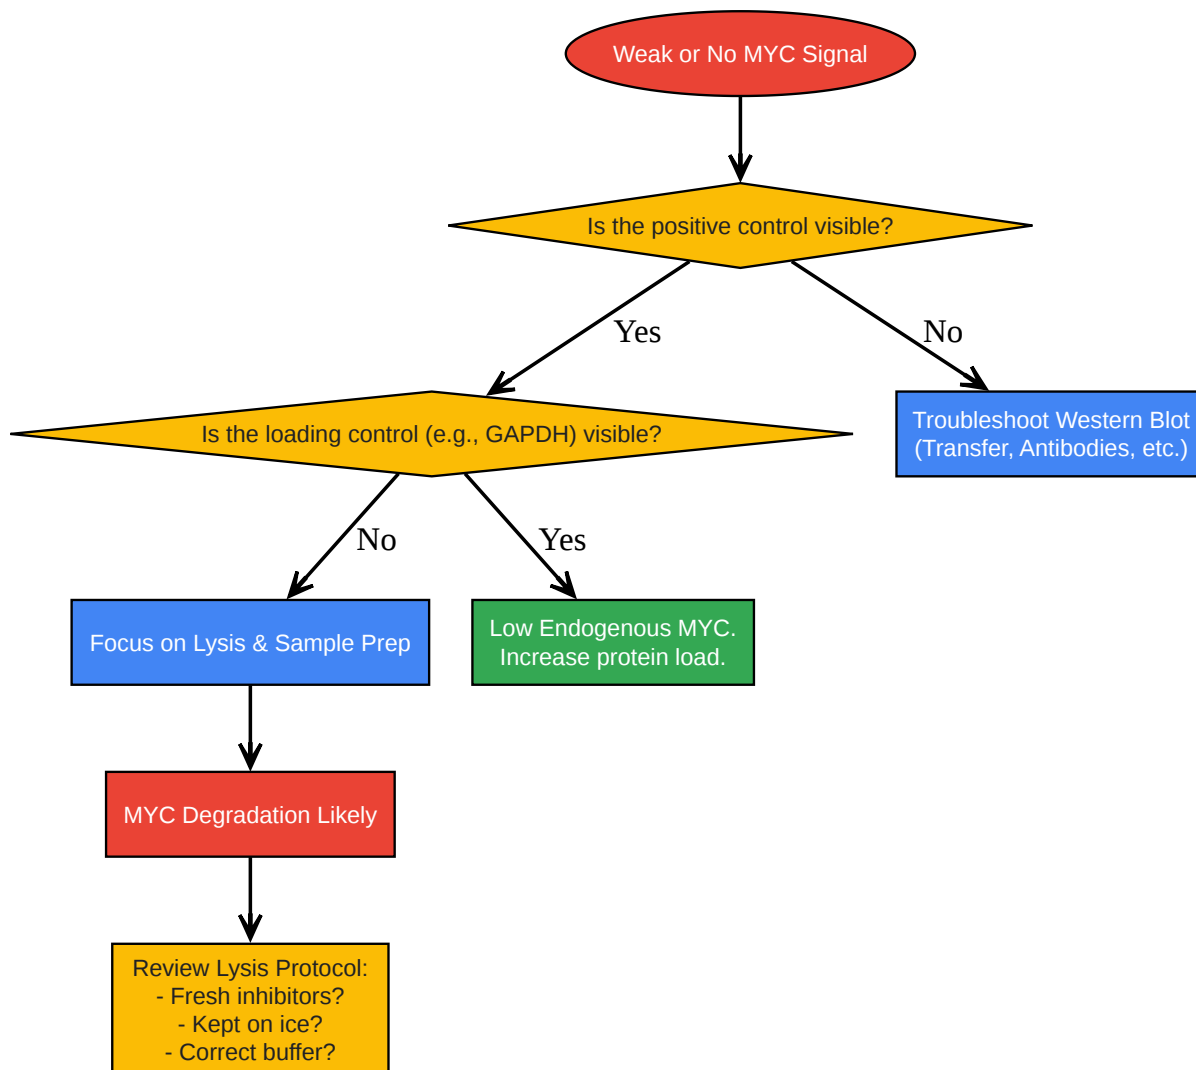 Weak or No MYC Signal
Is the positive control visible?
Yes
No
Is the loading control (e.g., GAPDH) visible?
Troubleshoot Western Blot
(Transfer, Antibodies, etc.)
No
Yes
Focus on Lysis & Sample Prep
Low Endogenous MYC.
Increase protein load.
MYC Degradation Likely
Review Lysis Protocol:
- Fresh inhibitors?
- Kept on ice?
- Correct buffer?